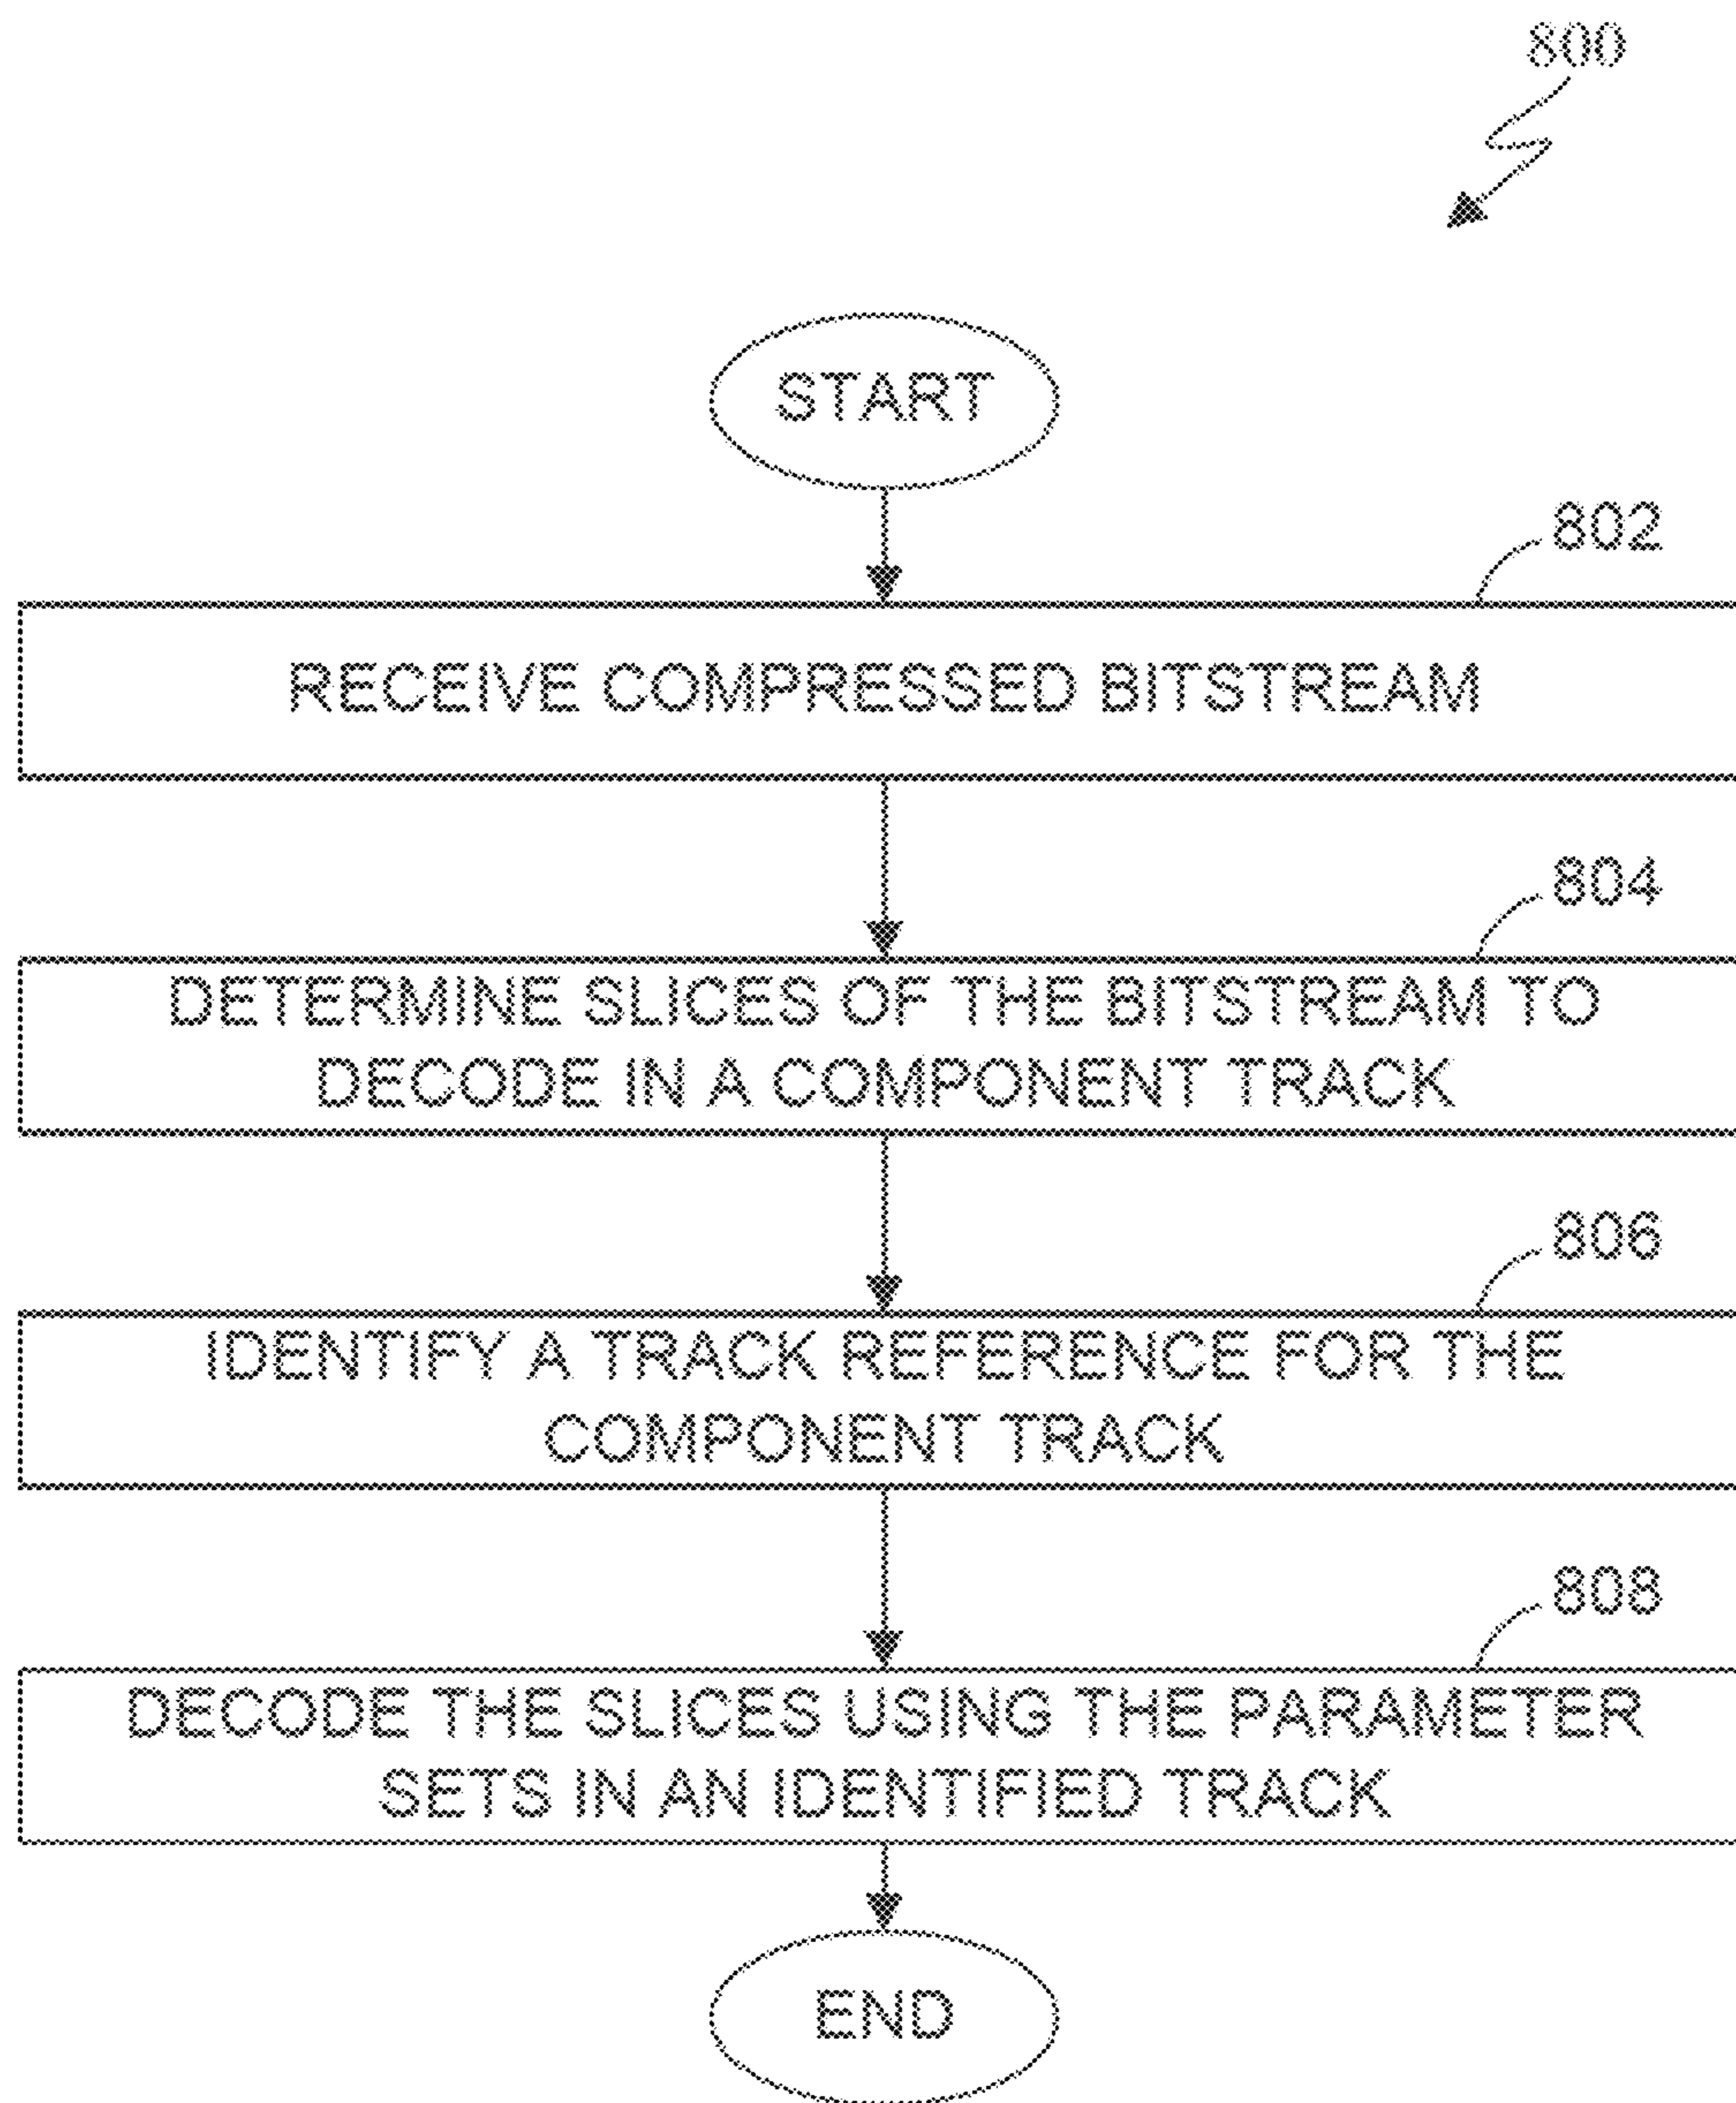 800
START
802
RECEIVE COMPRESSED BITSTREAM
804
DETERMINE SLICES OF THE BITSTREAM TO
DECODE IN A COMPONENT TRACK
806
IDENTIFY A TRACK REFERENCE FOR THE
COMPONENT TRACK
808
DECODE THE SLICES USING THE PARAMETER
SETS IN AN IDENTIFIED TRACK
END